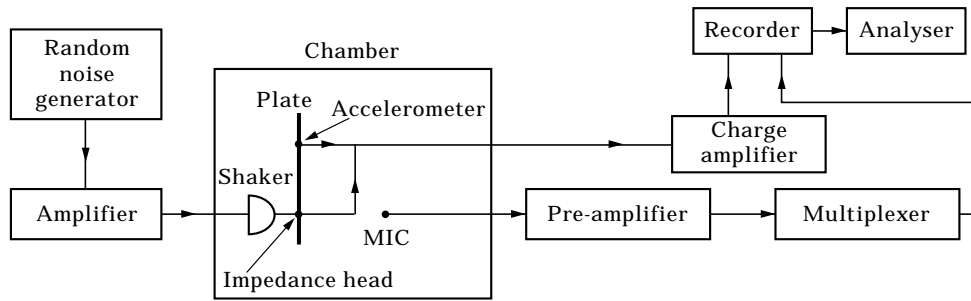 Random
noise
generator
Amplifier
Chamber
Plate
Accelerometer
Shaker
MIC
Impedance head
Recorder
Analyser
Charge
amplifier
Pre-amplifier
Multiplexer